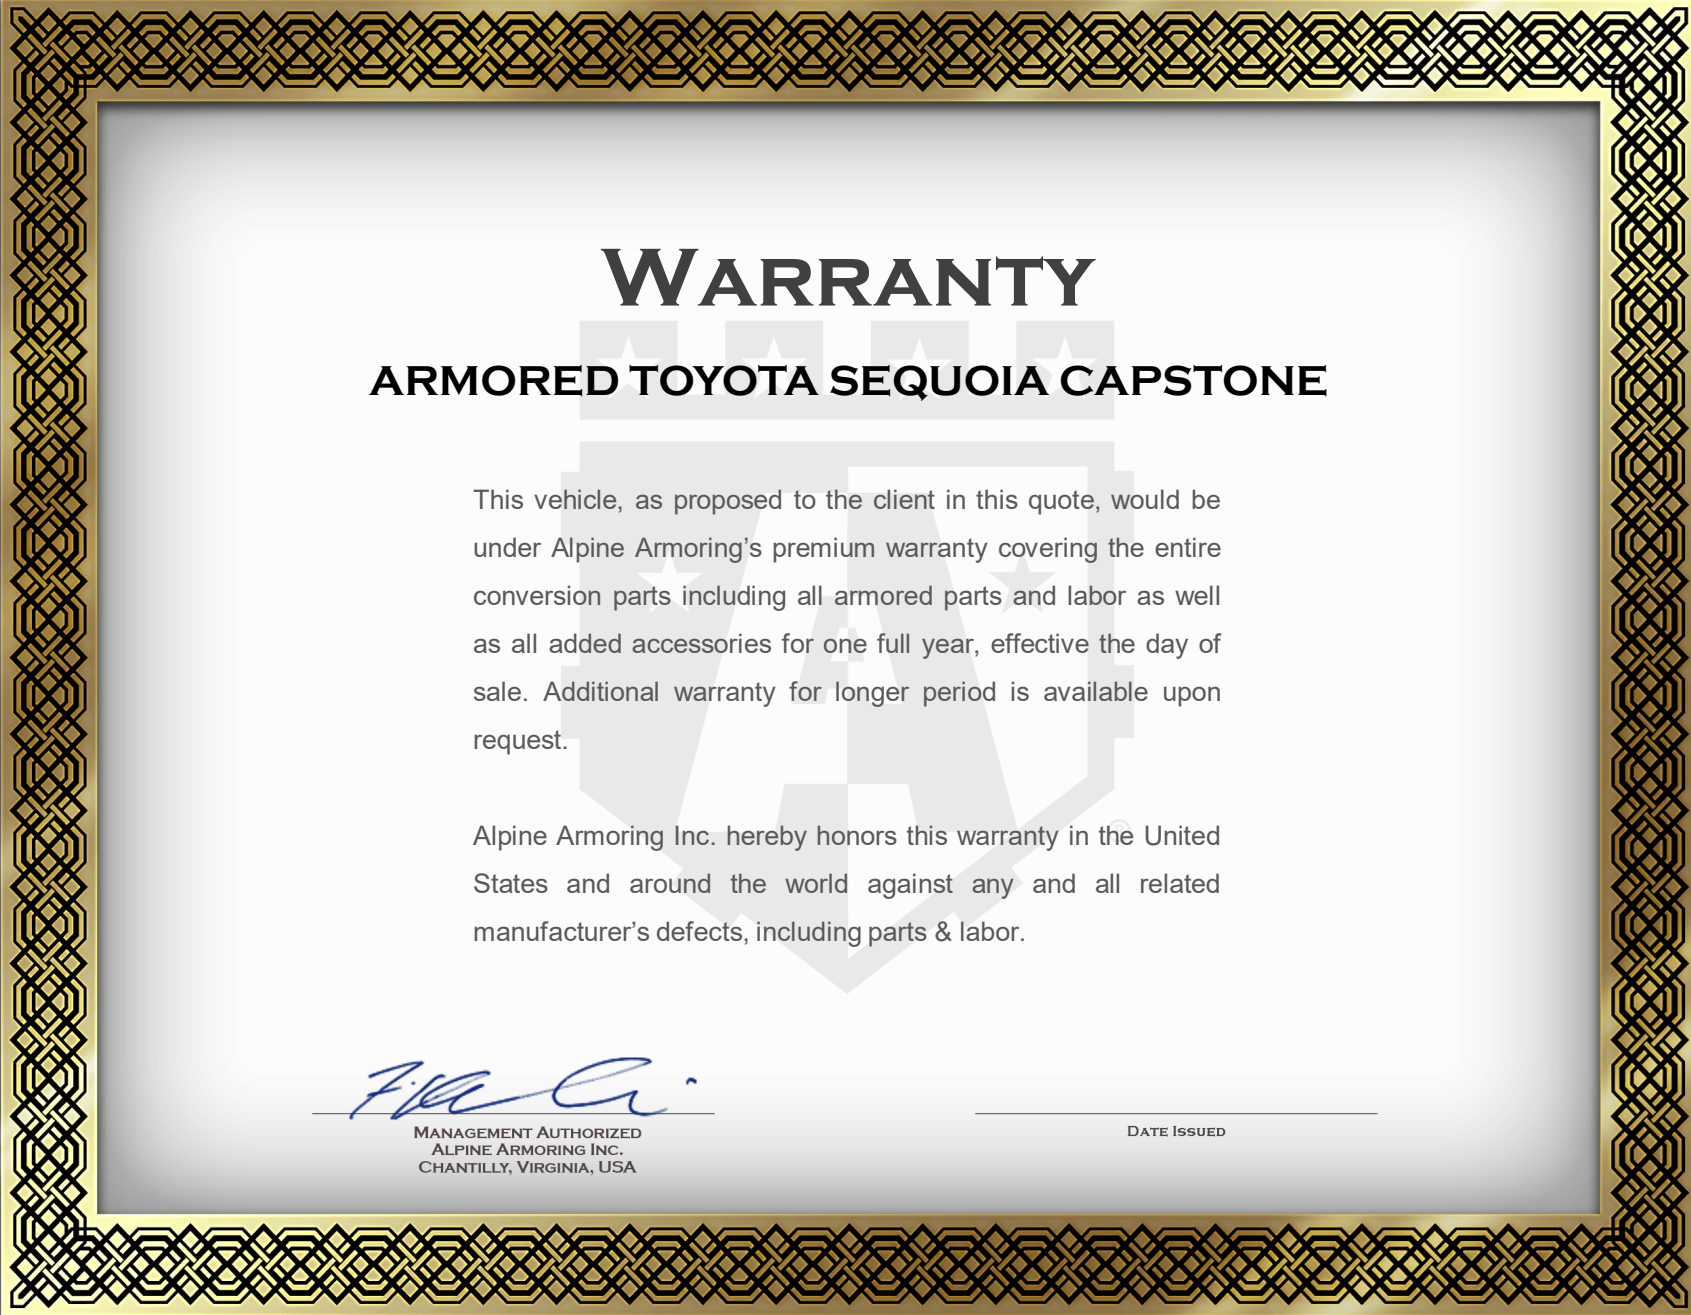 WARRANTY
ARMORED TOYOTA SEQUOIA CAPSTONE
This vehicle, as proposed to the client in this quote, would be
under Alpine Armoring’s premium warranty covering the entire
conversion parts including all armored parts and labor as well
as all added accessories for one full year, effective the day of
sale. Additional warranty for longer period is available upon
request.
Alpine Armoring Inc. hereby honors this warranty in the United
States and around the world against any and all related
manufacturer’s defects, including parts & labor.
MANAGEMENT AUTHORIZED
ALPINE ARMORING INC.
CHANTILLY, VIRGINIA, USA
DATE ISSUED